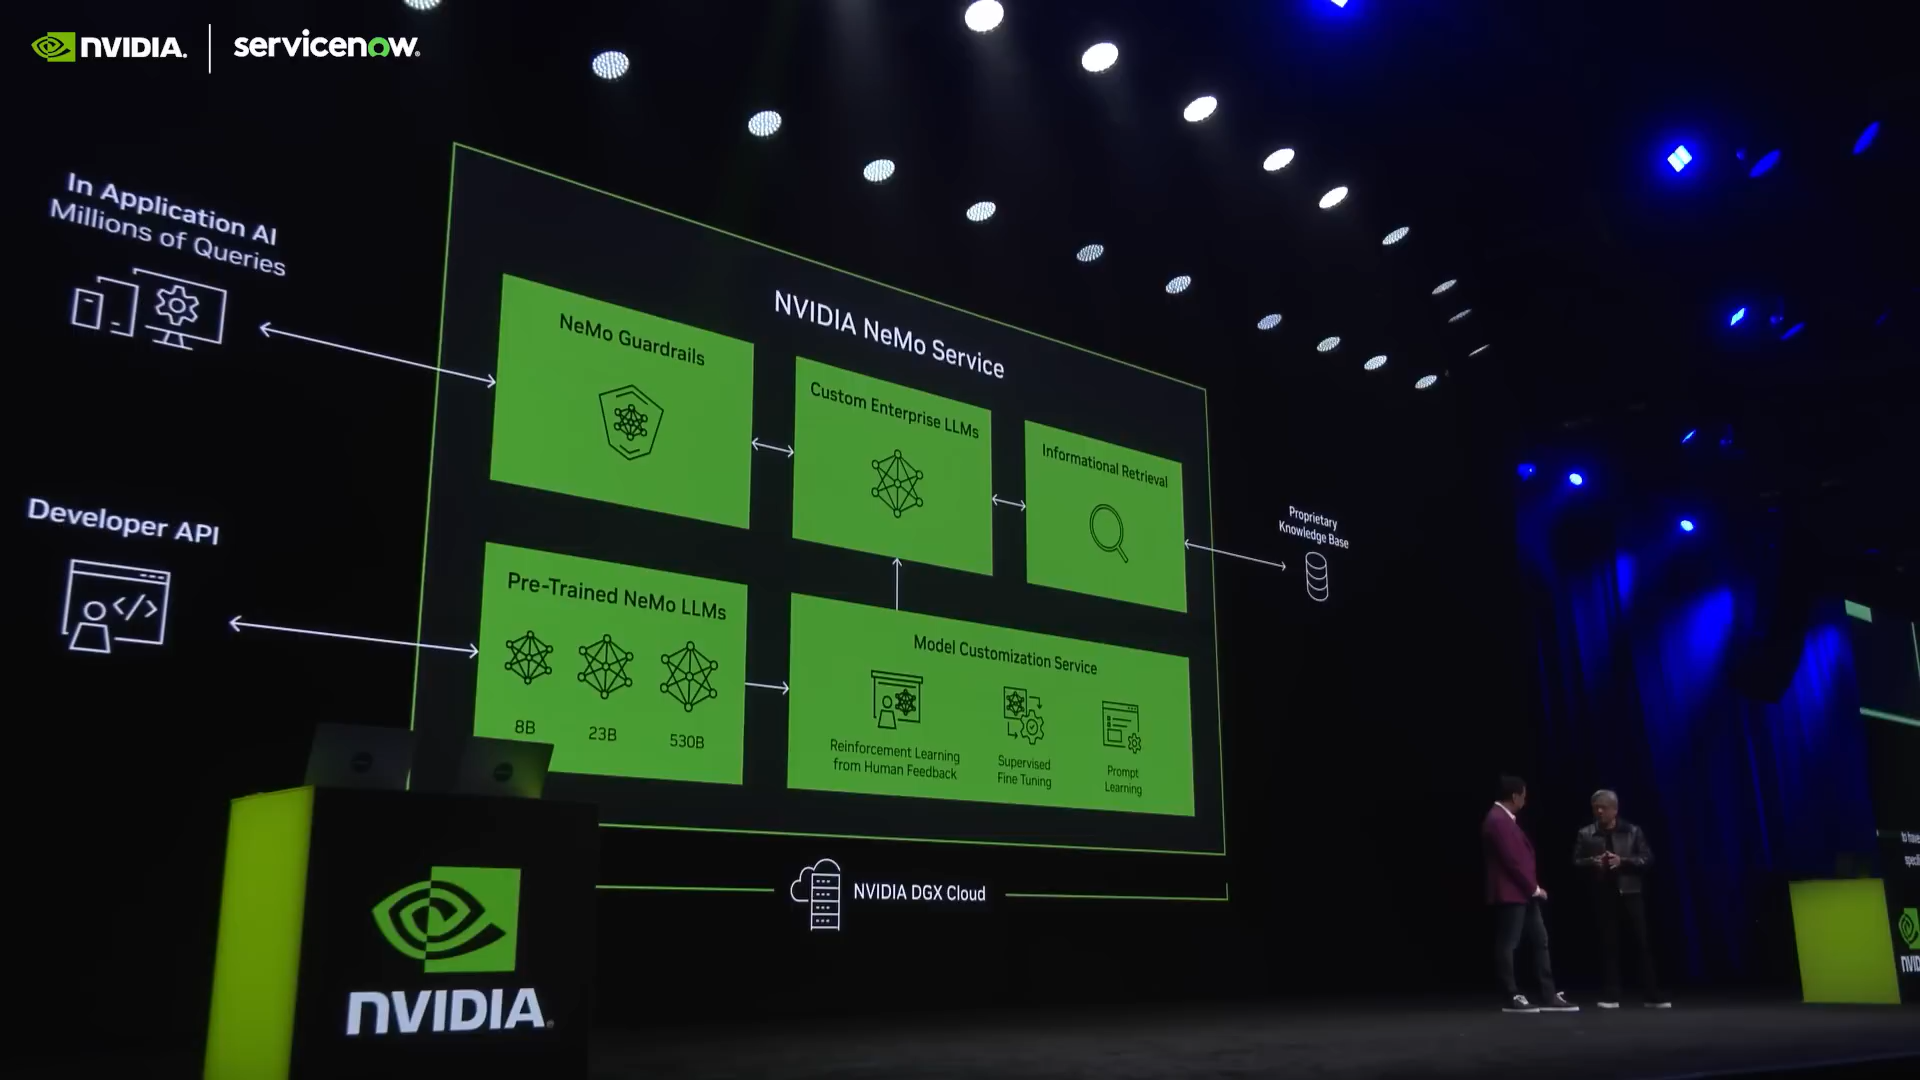 NVIDIA.
servicenow.
In Application AI
Millions of Queries
Developer API
NVIDIA NeMo Service
NeMo Guardrails
Custom Enterprise LLMs
Informational Retrieval
Proprietary
Knowledge Base
Pre-Trained NeMo LLMs
8B
23B
530B
Model Customization Service
Reinforcement Learning
from Human Feedback
Supervised
Fine Tuning
Prompt
Learning
NVIDIA DGX Cloud
NVIDIA.